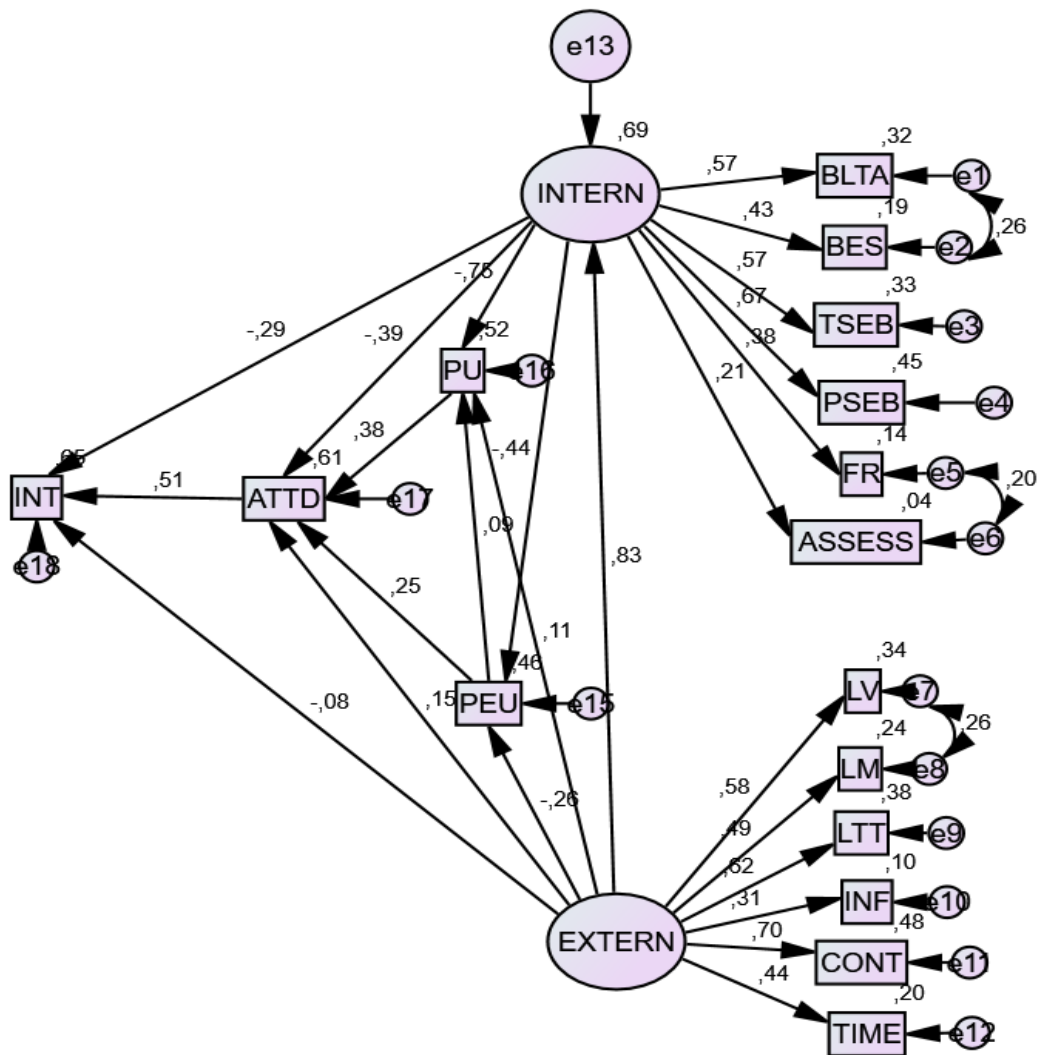 e13
,69
INTERN
,57
BLTA
,32
e1
,43
BES
,19
e2
,26
,57
TSEB
,33
e3
,67
PSEB
,45
e4
,38
FR
,14
e5
,21
ASSESS
,04
e6
,20
-,75
-,39
-,29
,52
PU
e16
,38
-,44
,65
INT
,51
,61
ATTD
e17
e18
,09
,83
,25
,11
,46
PEU
e15
-,08
,15
-,26
EXTERN
,58
LV
,34
e7
,49
LM
,24
e8
,26
,62
LTT
,38
e9
,31
INF
,10
e10
,70
CONT
,48
e11
,44
TIME
,20
e12